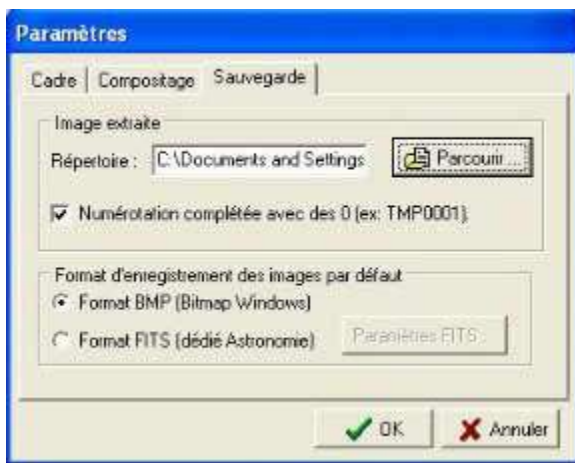 Paramètres
Cadre Compositage Sauvegarde
Image extraite
Répertoire : C:\Documents and Settings Parcourir ...
Numérotation complétée avec des 0 (ex: TMP0001)
Format d'enregistrement des images par défaut
Format BMP (Bitmap Windows)
Format FITS (dédié Astronomie) Paramètres FITS
OK Annuler